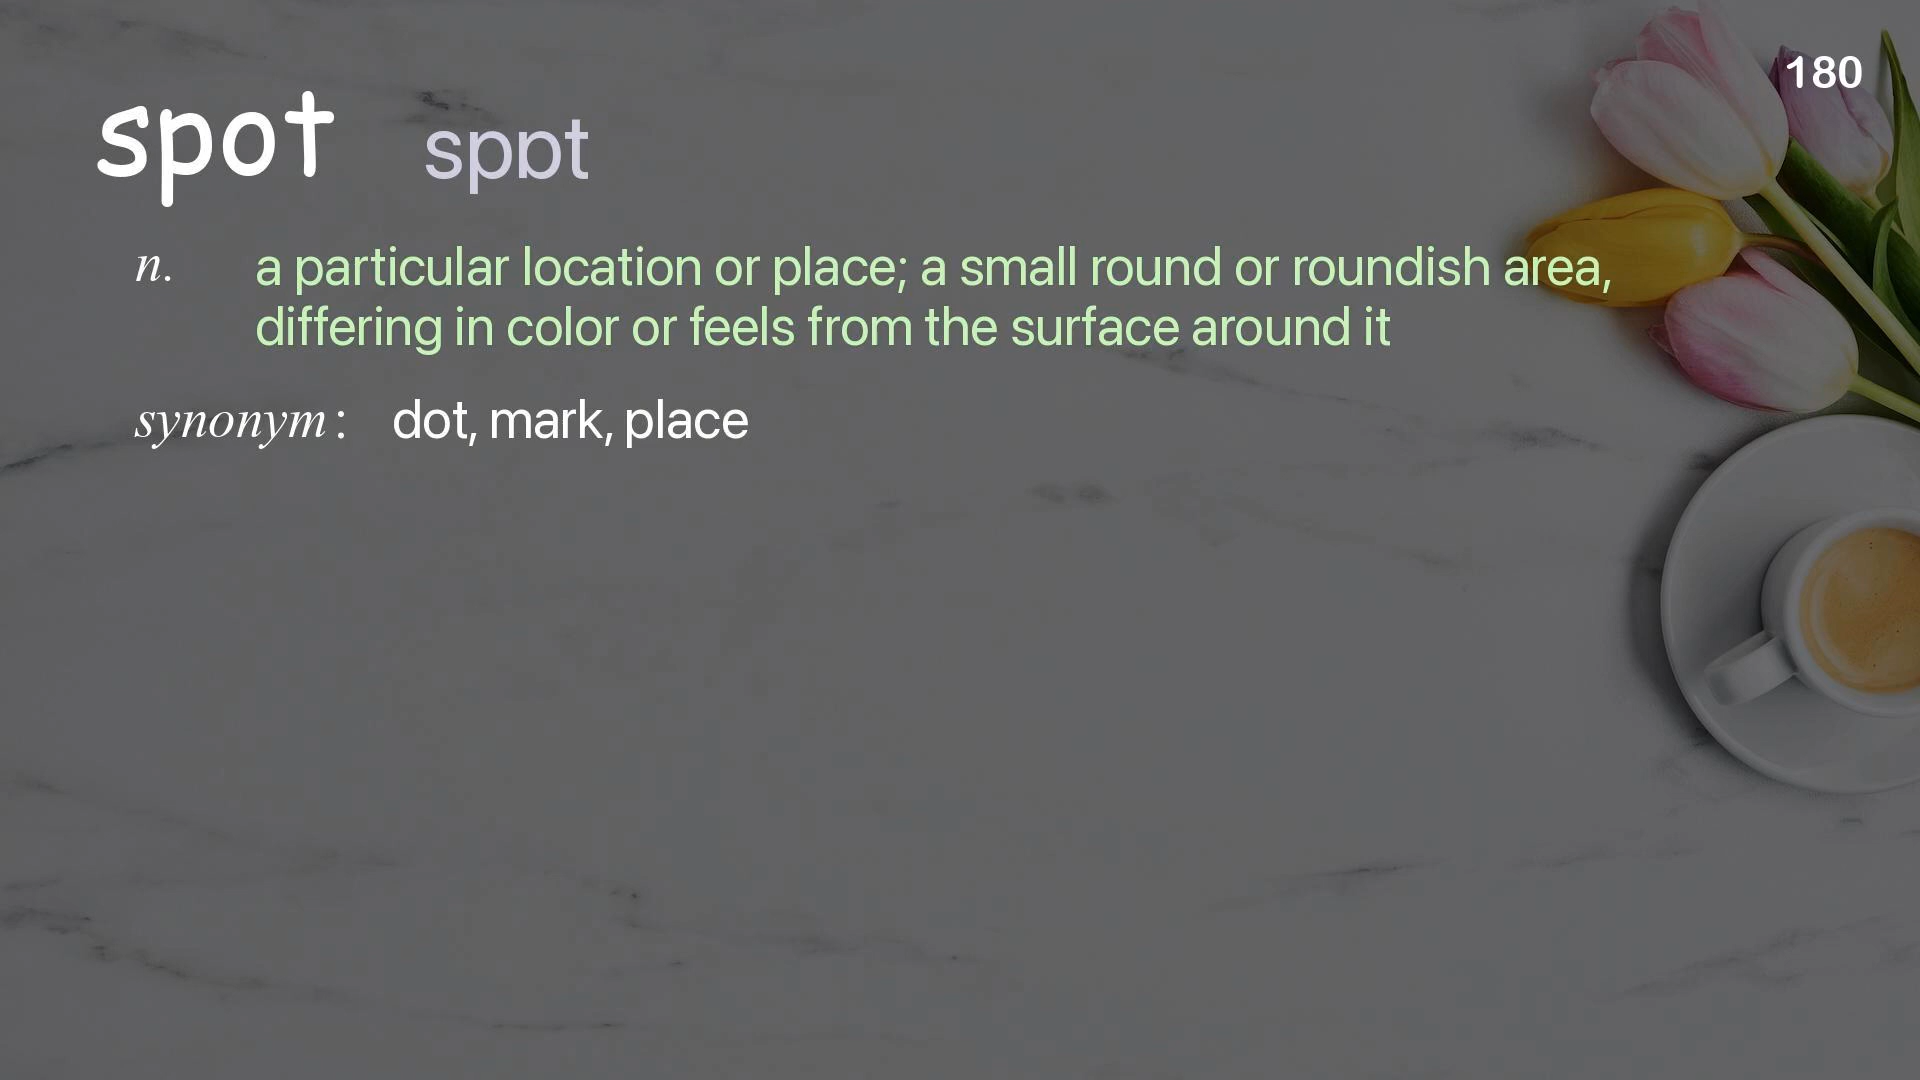 180
spot spɒt
n. a particular location or place; a small round or roundish area,
differing in color or feels from the surface around it
synonym : dot, mark, place